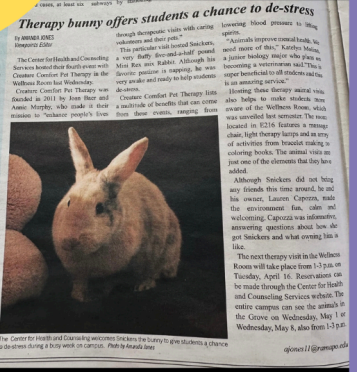 cases, at least six subways by
Therapy bunny offers students a chance to de-stress
By AMANDA JONES
Viewpoints Editor
The Center for Health and Counseling
Services hosted their fourth event with
Creature Comfort Pet Therapy in the
Wellness Room last Wednesday.
Creature Comfort Pet Therapy was
founded in 2011 by Joan Baer and
Annie Murphy, who made it their
mission to "enhance people's lives
through therapeutic visits with caring
volunteers and their pets."
This particular visit hosted Snickers,
a very fluffy five-and-a-half pound
Mini Rex mix Rabbit. Although his
favorite pastime is napping, he was
very awake and ready to help students
de-stress.
Creature Comfort Pet Therapy lists
a multitude of benefits that can come
from these events, ranging from
lowering blood pressure to lifting
spirits.
"Animals improve mental health, we
need more of this," Katelyn Moina,
a junior biology major who plans on
becoming a veterinarian said. "This is
super beneficial to all students and this
is an amazing service."
Hosting these therapy animal visits
also helps to make students more
aware of the Wellness Room, which
was unveiled last semester. The room,
located in E216 features a massage
chair, light therapy lamps and an array
of activities from bracelet making to
coloring books. The animal visits are
just one of the elements that they have
added.
Although Snickers did not bring
any friends this time around, he and
his owner, Lauren Capozza, made
the environment fun, calm and
welcoming. Capozza was informative,
answering questions about how she
got Snickers and what owning him is
like.
The next therapy visit in the Wellness
Room will take place from 1-3 p.m. on
Tuesday, April 16. Reservations can
be made through the Center for Health
and Counseling Services website. The
entire campus can see the animals in
the Grove on Wednesday, May 1 or
Wednesday, May 8, also from 1-3 p.m.
ajones11@ramapo.edu
The Center for Health and Counseling welcomes Snickers the bunny to give students a chance
to de-stress during a busy week on campus. Photo by Amanda Jones